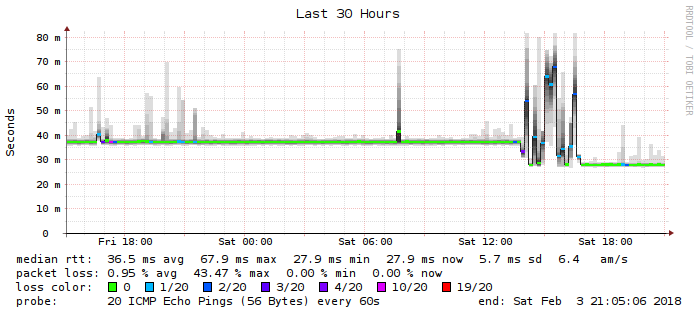 Last 30 Hours
RRDTOOL / TOBI OETIKER
Seconds
80 m
70 m
60 m
50 m
40 m
30 m
20 m
10 m
0
Fri 18:00 Sat 00:00 Sat 06:00 Sat 12:00 Sat 18:00
median rtt: 36.5 ms avg 67.9 ms max 27.9 ms min 27.9 ms now 5.7 ms sd 6.4 am/s
packet loss: 0.95 % avg 43.47 % max 0.00 % min 0.00 % now
loss color: 0 1/20 2/20 3/20 4/20 10/20 19/20
probe: 20 ICMP Echo Pings (56 Bytes) every 60s end: Sat Feb 3 21:05:06 2018